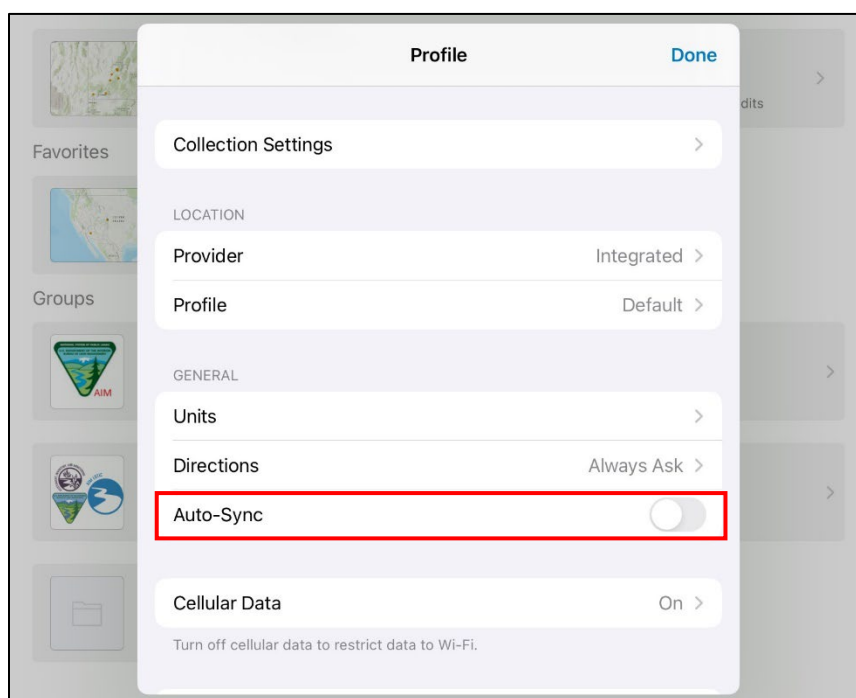 Profile
Done
dits
Favorites
Collection Settings
LOCATION
Provider
Integrated
Groups
Profile
Default
AIM
GENERAL
Units
Directions
Always Ask
Auto-Sync
Cellular Data
On
Turn off cellular data to restrict data to Wi-Fi.